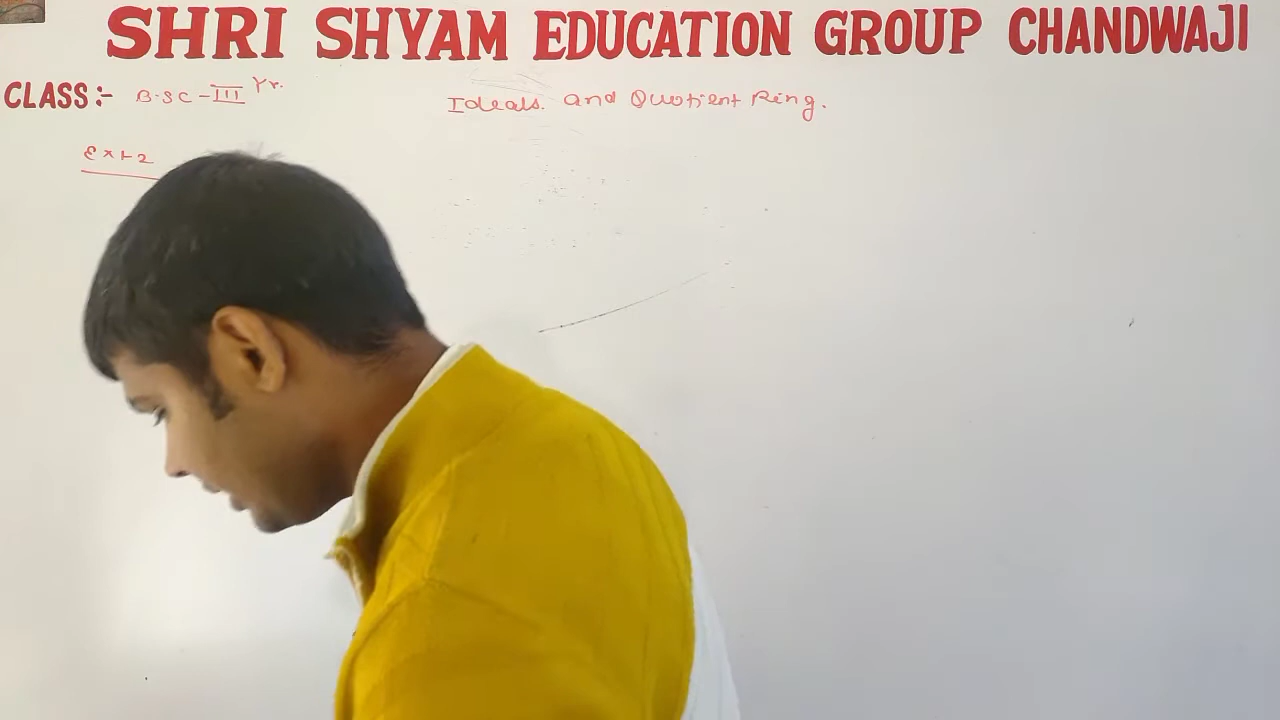 SHRI SHYAM EDUCATION GROUP CHANDWAJI
CLASS:- B.SC-III Yr.
Ideals. and Quotient Ring.
Ex+2